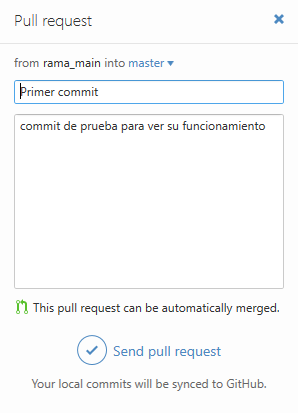 Pull request
from rama_main into master
Primer commit
commit de prueba para ver su funcionamiento
This pull request can be automatically merged.
Send pull request
Your local commits will be synced to GitHub.